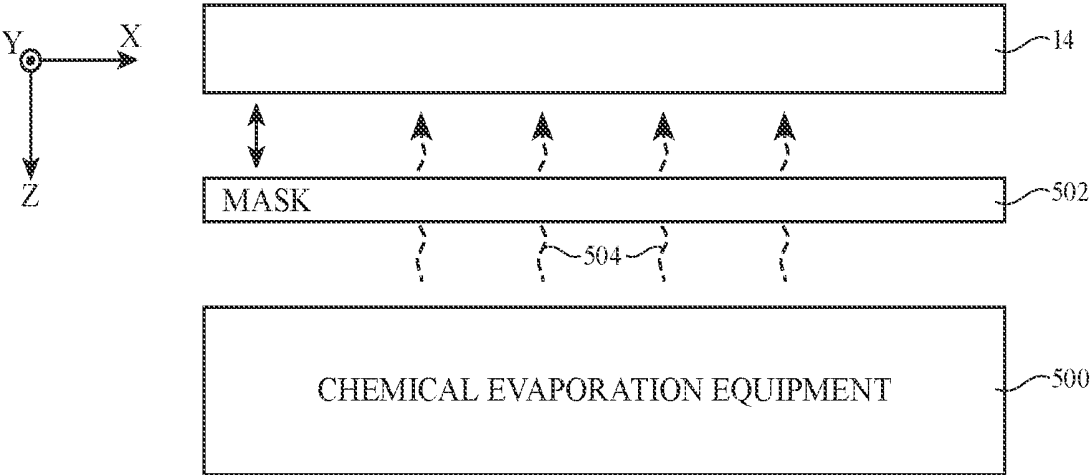 Y X
Z
14
MASK
502
504
CHEMICAL EVAPORATION EQUIPMENT
500